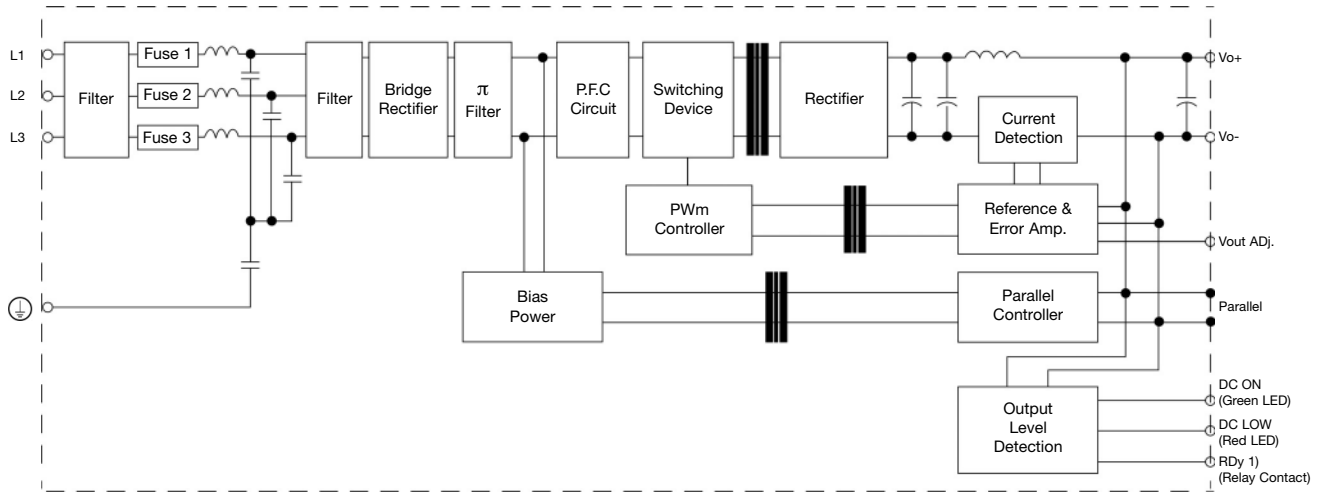 L1
L2
L3
Filter
Fuse 1
Fuse 2
Fuse 3
Filter
Bridge
Rectifier
π
Filter
P.F.C
Circuit
Switching
Device
Rectifier
Current
Detection
Vo+
Vo-
PWm
Controller
Reference &
Error Amp.
Vout ADj.
Bias
Power
Parallel
Controller
Parallel
Output
Level
Detection
DC ON
(Green LED)
DC LOW
(Red LED)
RDy 1)
(Relay Contact)